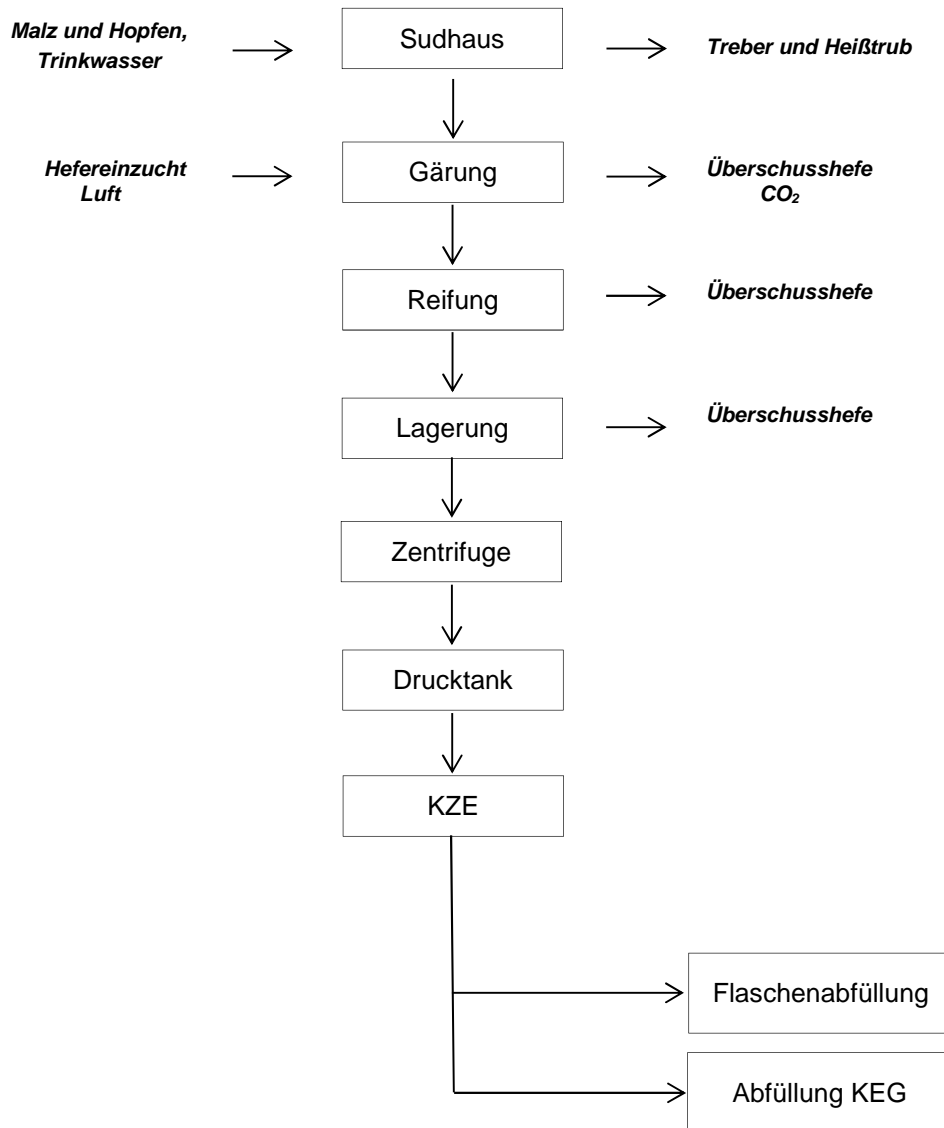 Malz und Hopfen,
Trinkwasser
Sudhaus
Treber und Heißtrub
Hefereinzucht
Luft
Gärung
Überschusshefe
CO₂
Reifung
Überschusshefe
Lagerung
Überschusshefe
Zentrifuge
Drucktank
KZE
Flaschenabfüllung
Abfüllung KEG